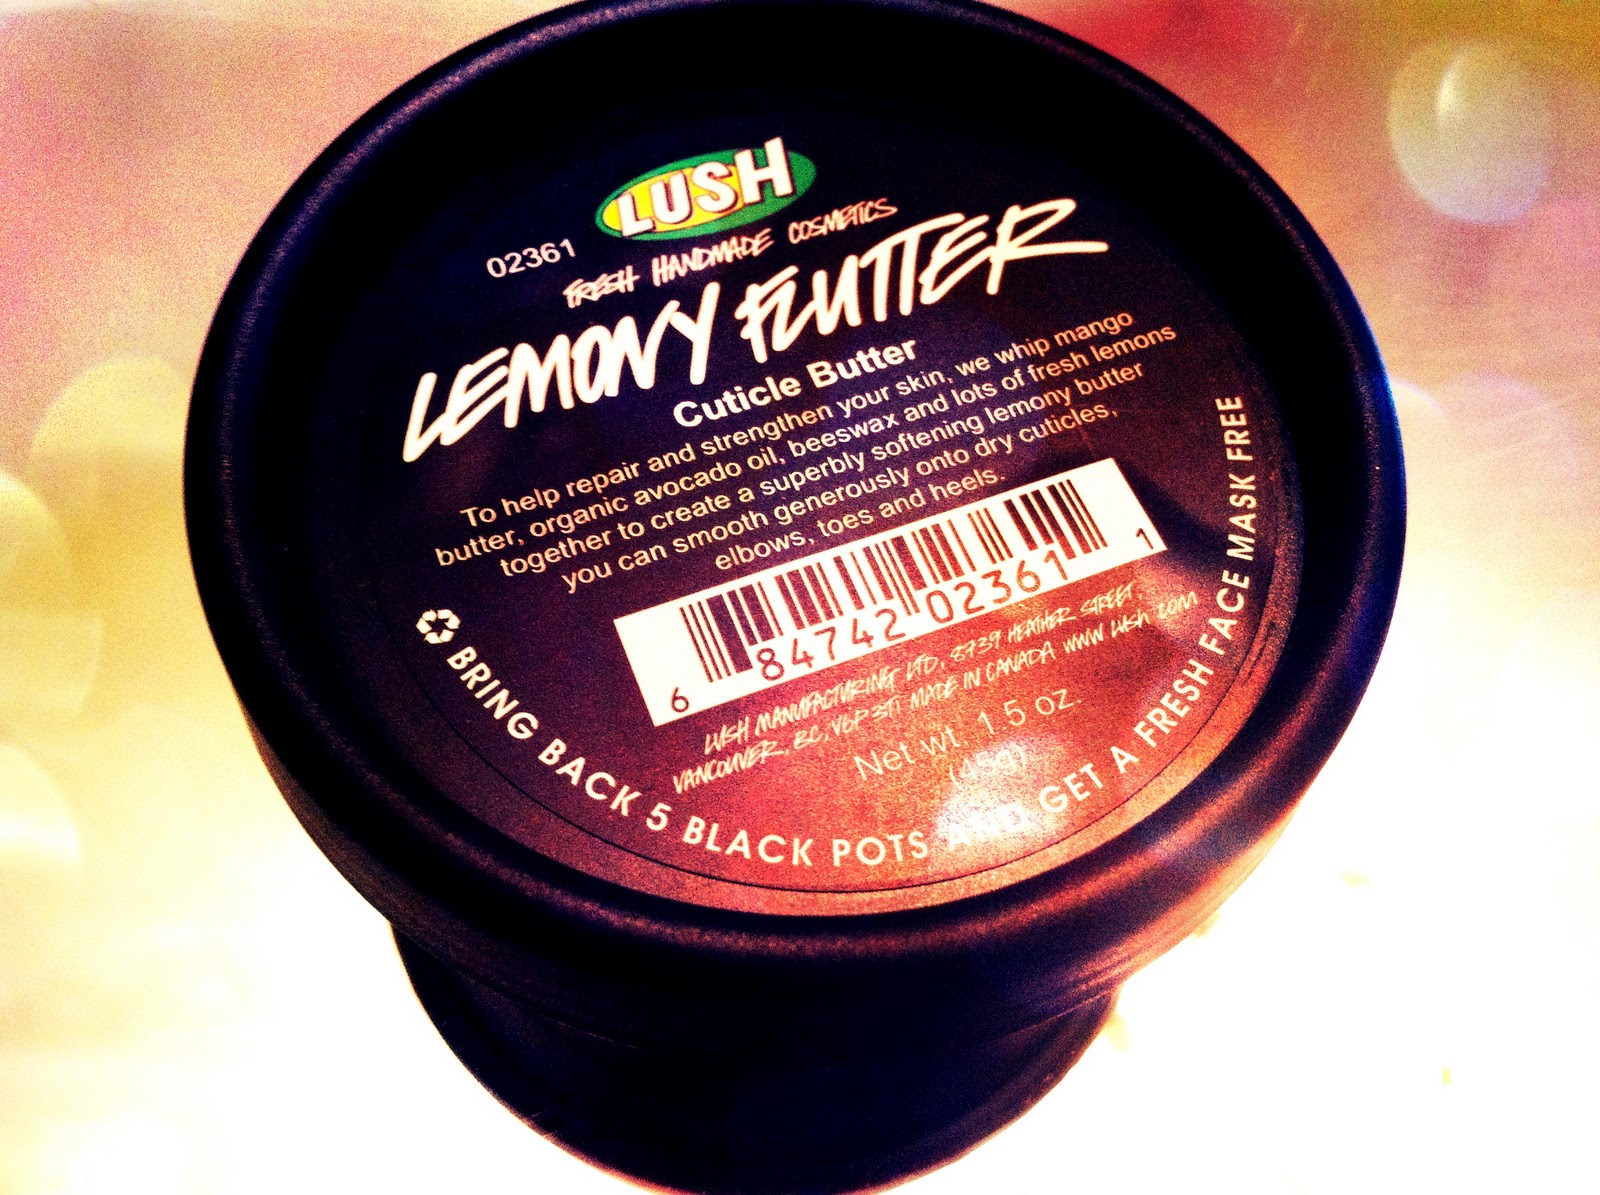 LUSH
02361
FRESH HANDMADE COSMETICS
LEMONY FLUTTER
Cuticle Butter
To help repair and strengthen your skin, we whip mango
butter, organic avocado oil, beeswax and lots of fresh lemons
together to create a superbly softening lemony butter
you can smooth generously onto dry cuticles,
elbows, toes and heels.
6 84742 02361 1
LUSH MANUFACTURING LTD, 8739 HEATHER STREET,
VANCOUVER, BC, V6P 3T1 MADE IN CANADA WWW.LUSH.COM
Net wt. 1.5 oz.
(45g)
BRING BACK 5 BLACK POTS AND GET A FRESH FACE MASK FREE